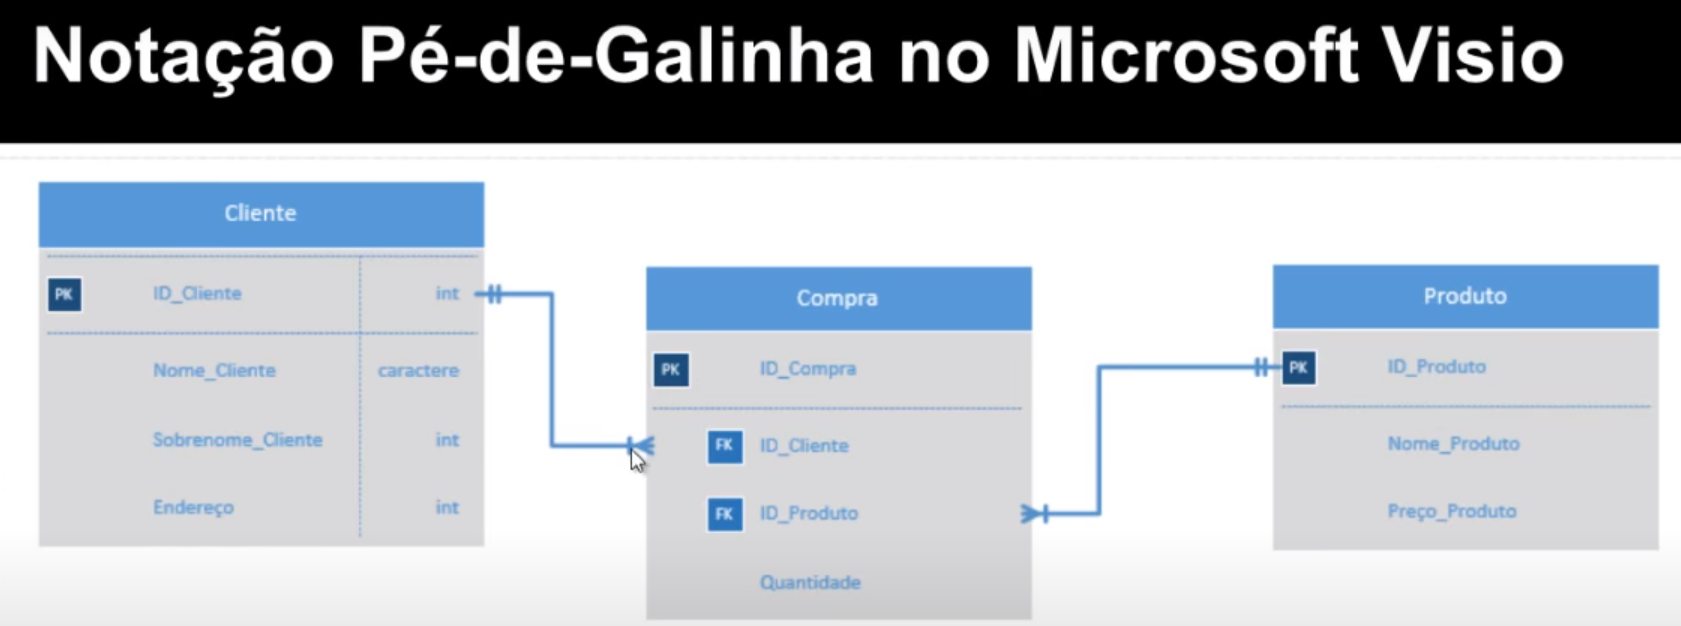 Notação Pé-de-Galinha no Microsoft Visio
Cliente
PK ID_Cliente int
Nome_Cliente caractere
Sobrenome_Cliente int
Endereço int
Compra
PK ID_Compra
FK ID_Cliente
FK ID_Produto
Quantidade
Produto
PK ID_Produto
Nome_Produto
Preço_Produto